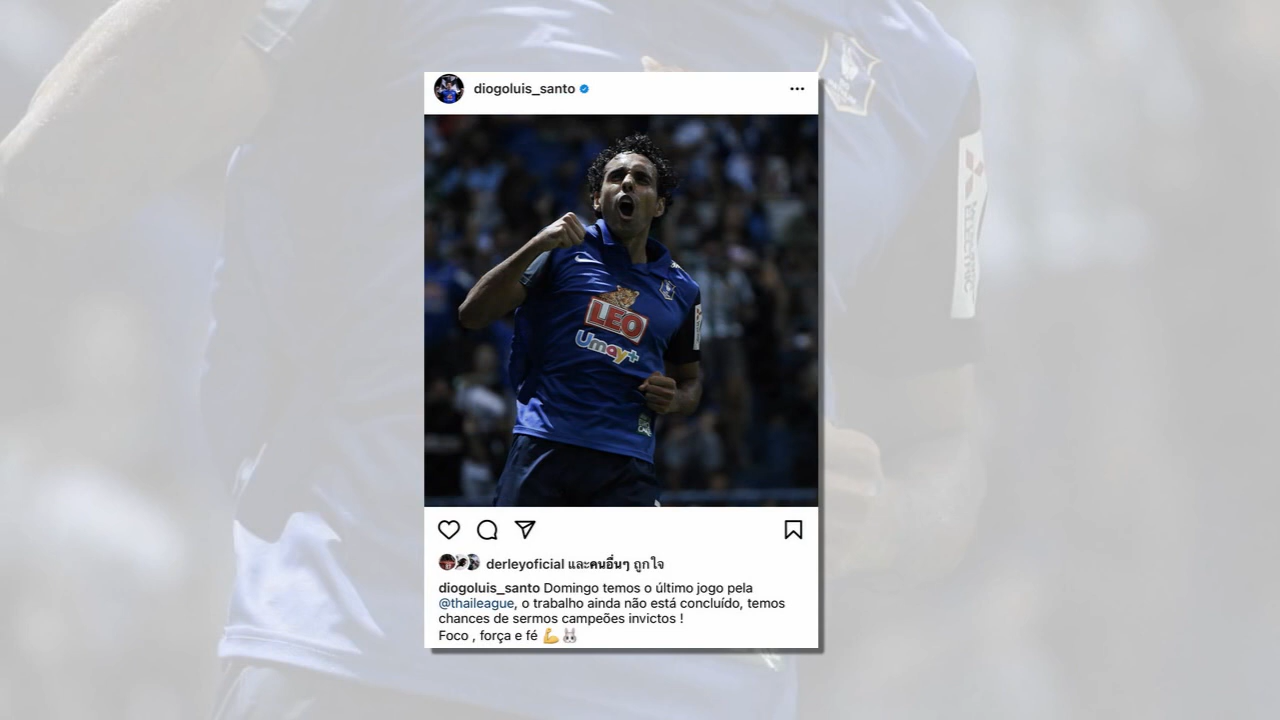 diogoluis_santo
LEO
Umay+
derleyoficial และคนอื่นๆ ถูกใจ
diogoluis_santo Domingo temos o último jogo pela
@thaileague, o trabalho ainda não está concluído, temos
chances de sermos campeões invictos !
Foco , força e fé 💪🐰
ELECTRIC